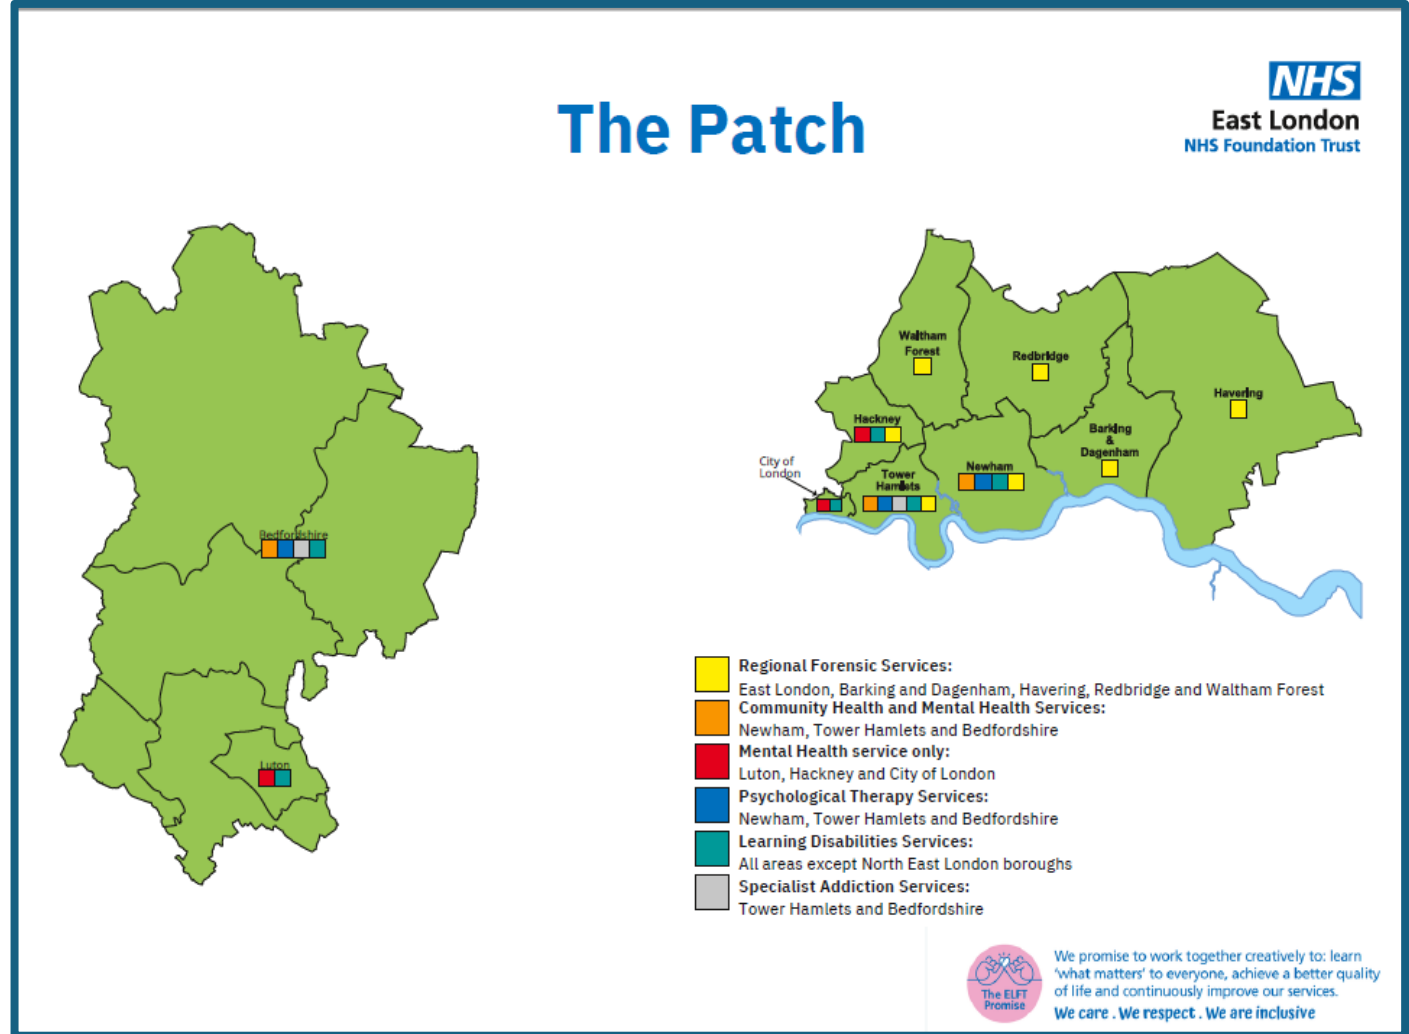 The Patch
NHS
East London
NHS Foundation Trust
Waltham
Forest
Redbridge
Havering
Hackney
Barking
&
Dagenham
City of
London
Tower
Hamlets
Newham
Bedfordshire
Luton
Regional Forensic Services:
East London, Barking and Dagenham, Havering, Redbridge and Waltham Forest
Community Health and Mental Health Services:
Newham, Tower Hamlets and Bedfordshire
Mental Health service only:
Luton, Hackney and City of London
Psychological Therapy Services:
Newham, Tower Hamlets and Bedfordshire
Learning Disabilities Services:
All areas except North East London boroughs
Specialist Addiction Services:
Tower Hamlets and Bedfordshire
The ELFT
Promise
We promise to work together creatively to: learn
'what matters' to everyone, achieve a better quality
of life and continuously improve our services.
We care . We respect . We are inclusive